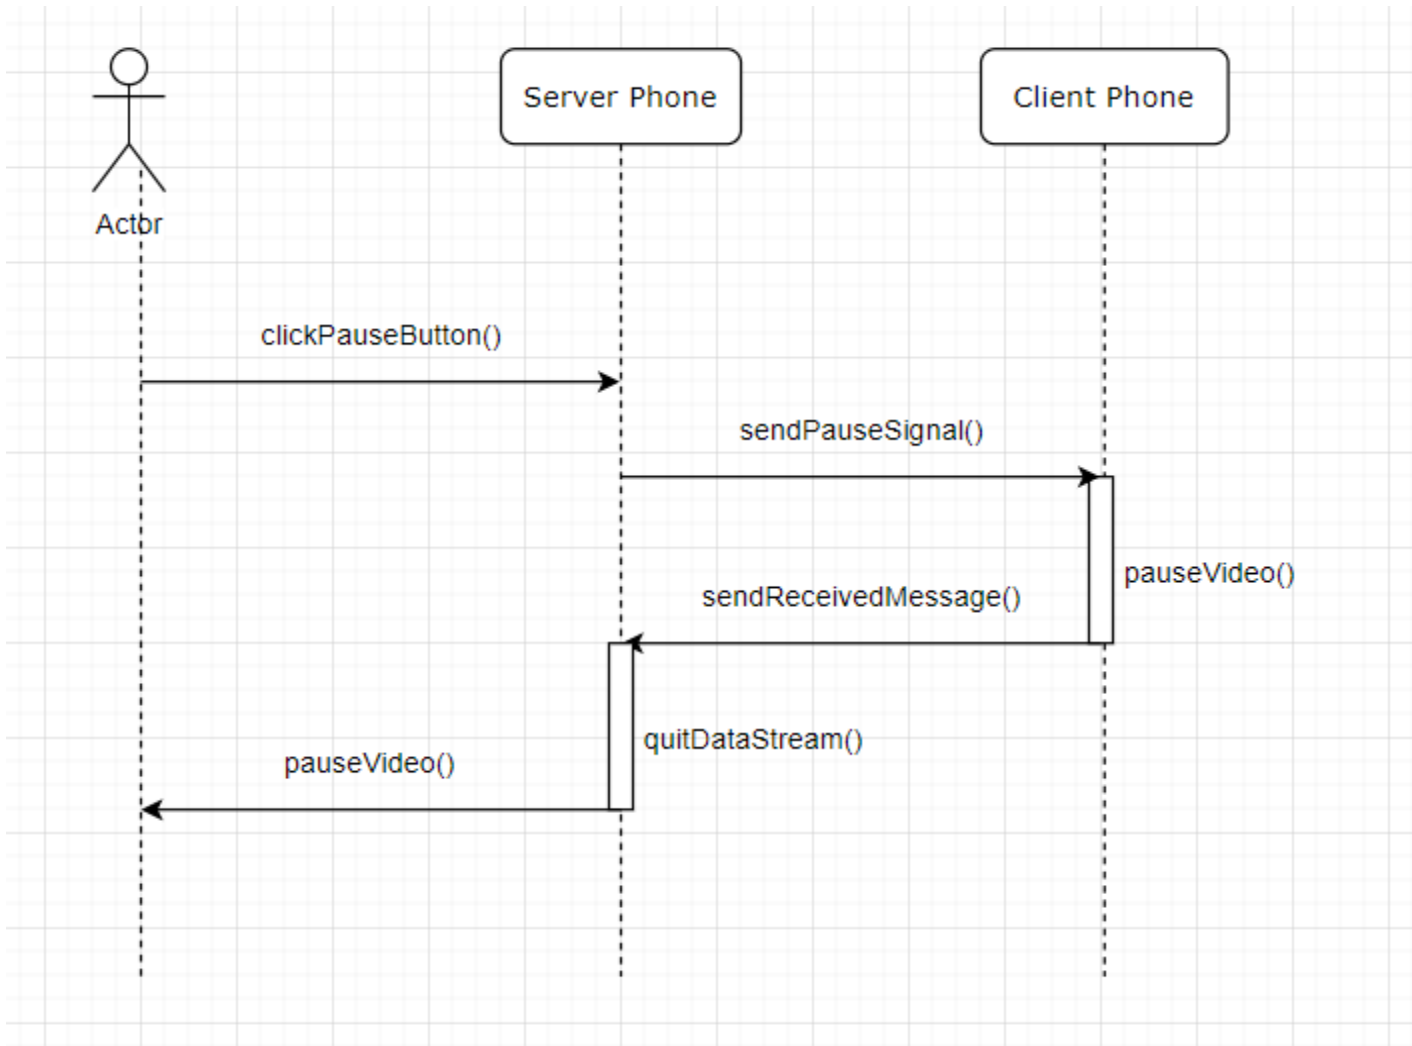 Server Phone
Client Phone
Actor
clickPauseButton()
sendPauseSignal()
pauseVideo()
sendReceivedMessage()
quitDataStream()
pauseVideo()